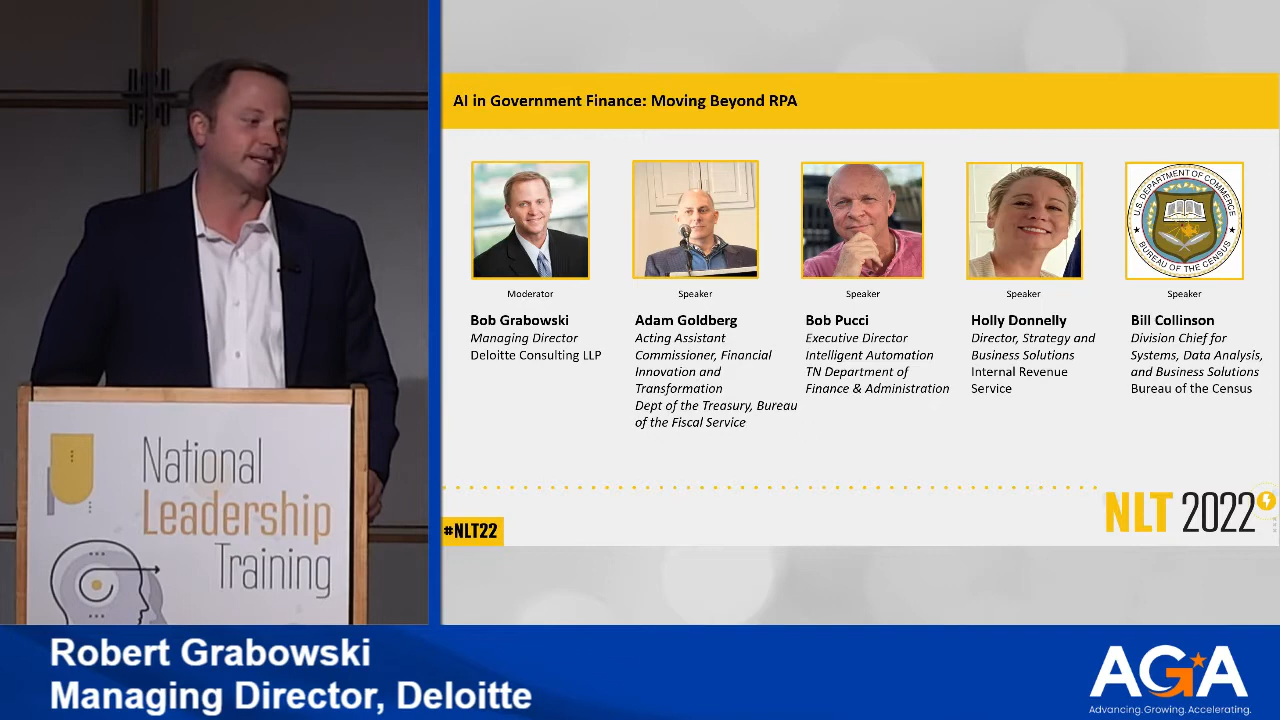 National
Leadership
Training
AI in Government Finance: Moving Beyond RPA
U.S. DEPARTMENT OF COMMERCE
BUREAU OF THE CENSUS
Moderator
Bob Grabowski
Managing Director
Deloitte Consulting LLP
Speaker
Adam Goldberg
Acting Assistant
Commissioner, Financial
Innovation and
Transformation
Dept of the Treasury, Bureau
of the Fiscal Service
Speaker
Bob Pucci
Executive Director
Intelligent Automation
TN Department of
Finance & Administration
Speaker
Holly Donnelly
Director, Strategy and
Business Solutions
Internal Revenue
Service
Speaker
Bill Collinson
Division Chief for
Systems, Data Analysis,
and Business Solutions
Bureau of the Census
#NLT22
NLT 2022
Robert Grabowski
Managing Director, Deloitte
AGA
Advancing.Growing.Accelerating.